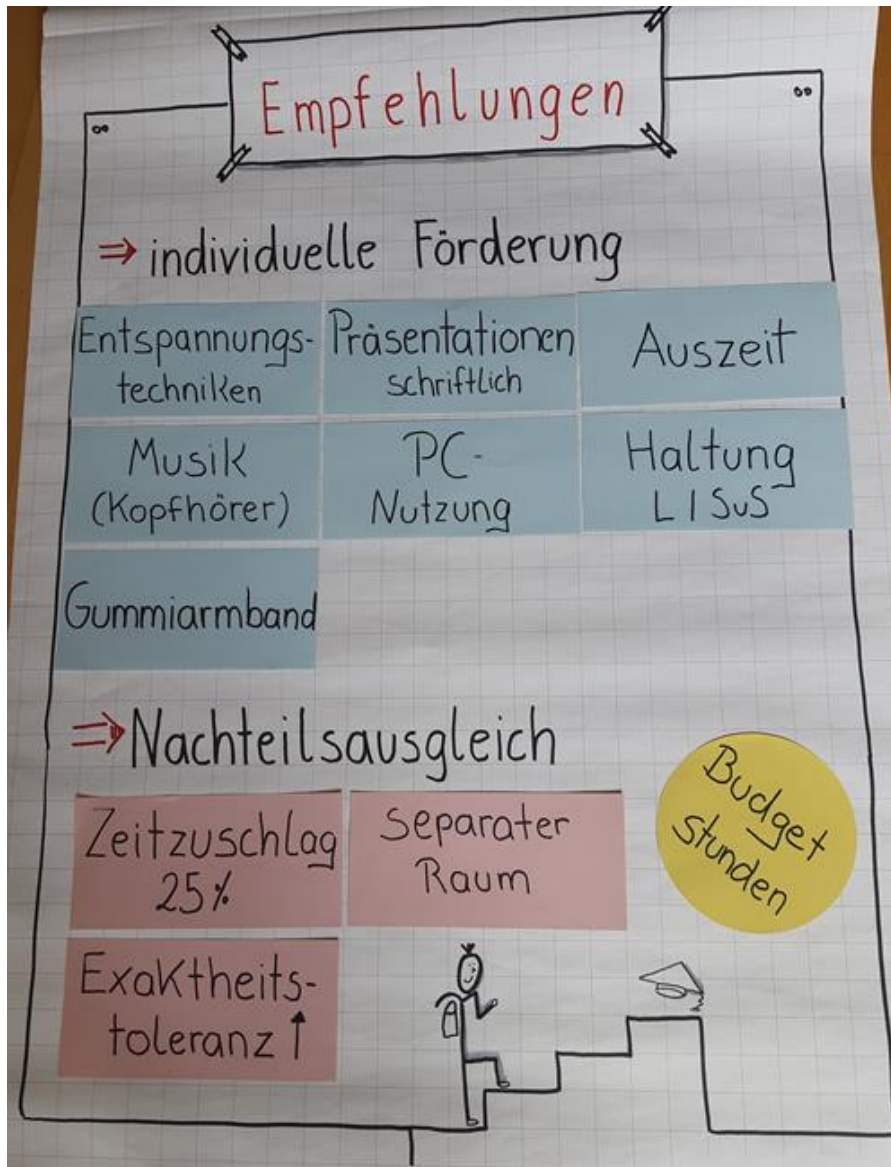 Empfehlungen
⇒ individuelle Förderung
Entspannungs-
techniken
Präsentationen
schriftlich
Auszeit
Musik
(Kopfhörer)
PC-
Nutzung
Haltung
L I SuS
Gummiarmband
⇒ Nachteilsausgleich
Zeitzuschlag
25%
separater
Raum
Budget
stunden
Exaktheits-
toleranz ↑